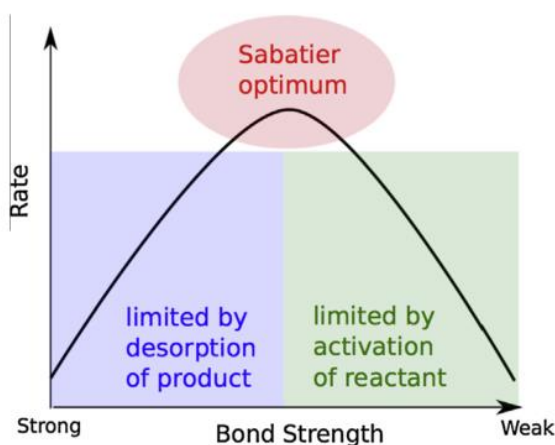 Sabatier
optimum
Rate
limited by
desorption
of product
limited by
activation
of reactant
Strong
Bond Strength
Weak